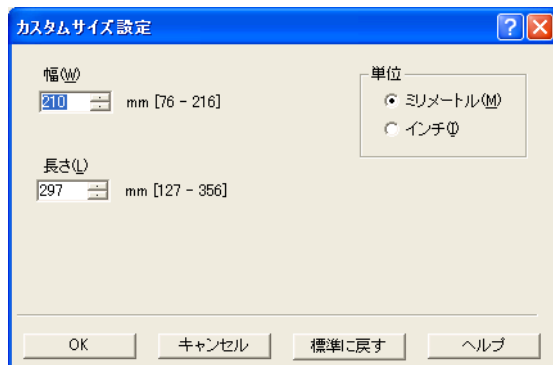 カスタムサイズ設定
幅(W)
210 mm [76 - 216]
単位
ミリメートル(M)
インチ(I)
長さ(L)
297 mm [127 - 356]
OK キャンセル 標準に戻す ヘルプ